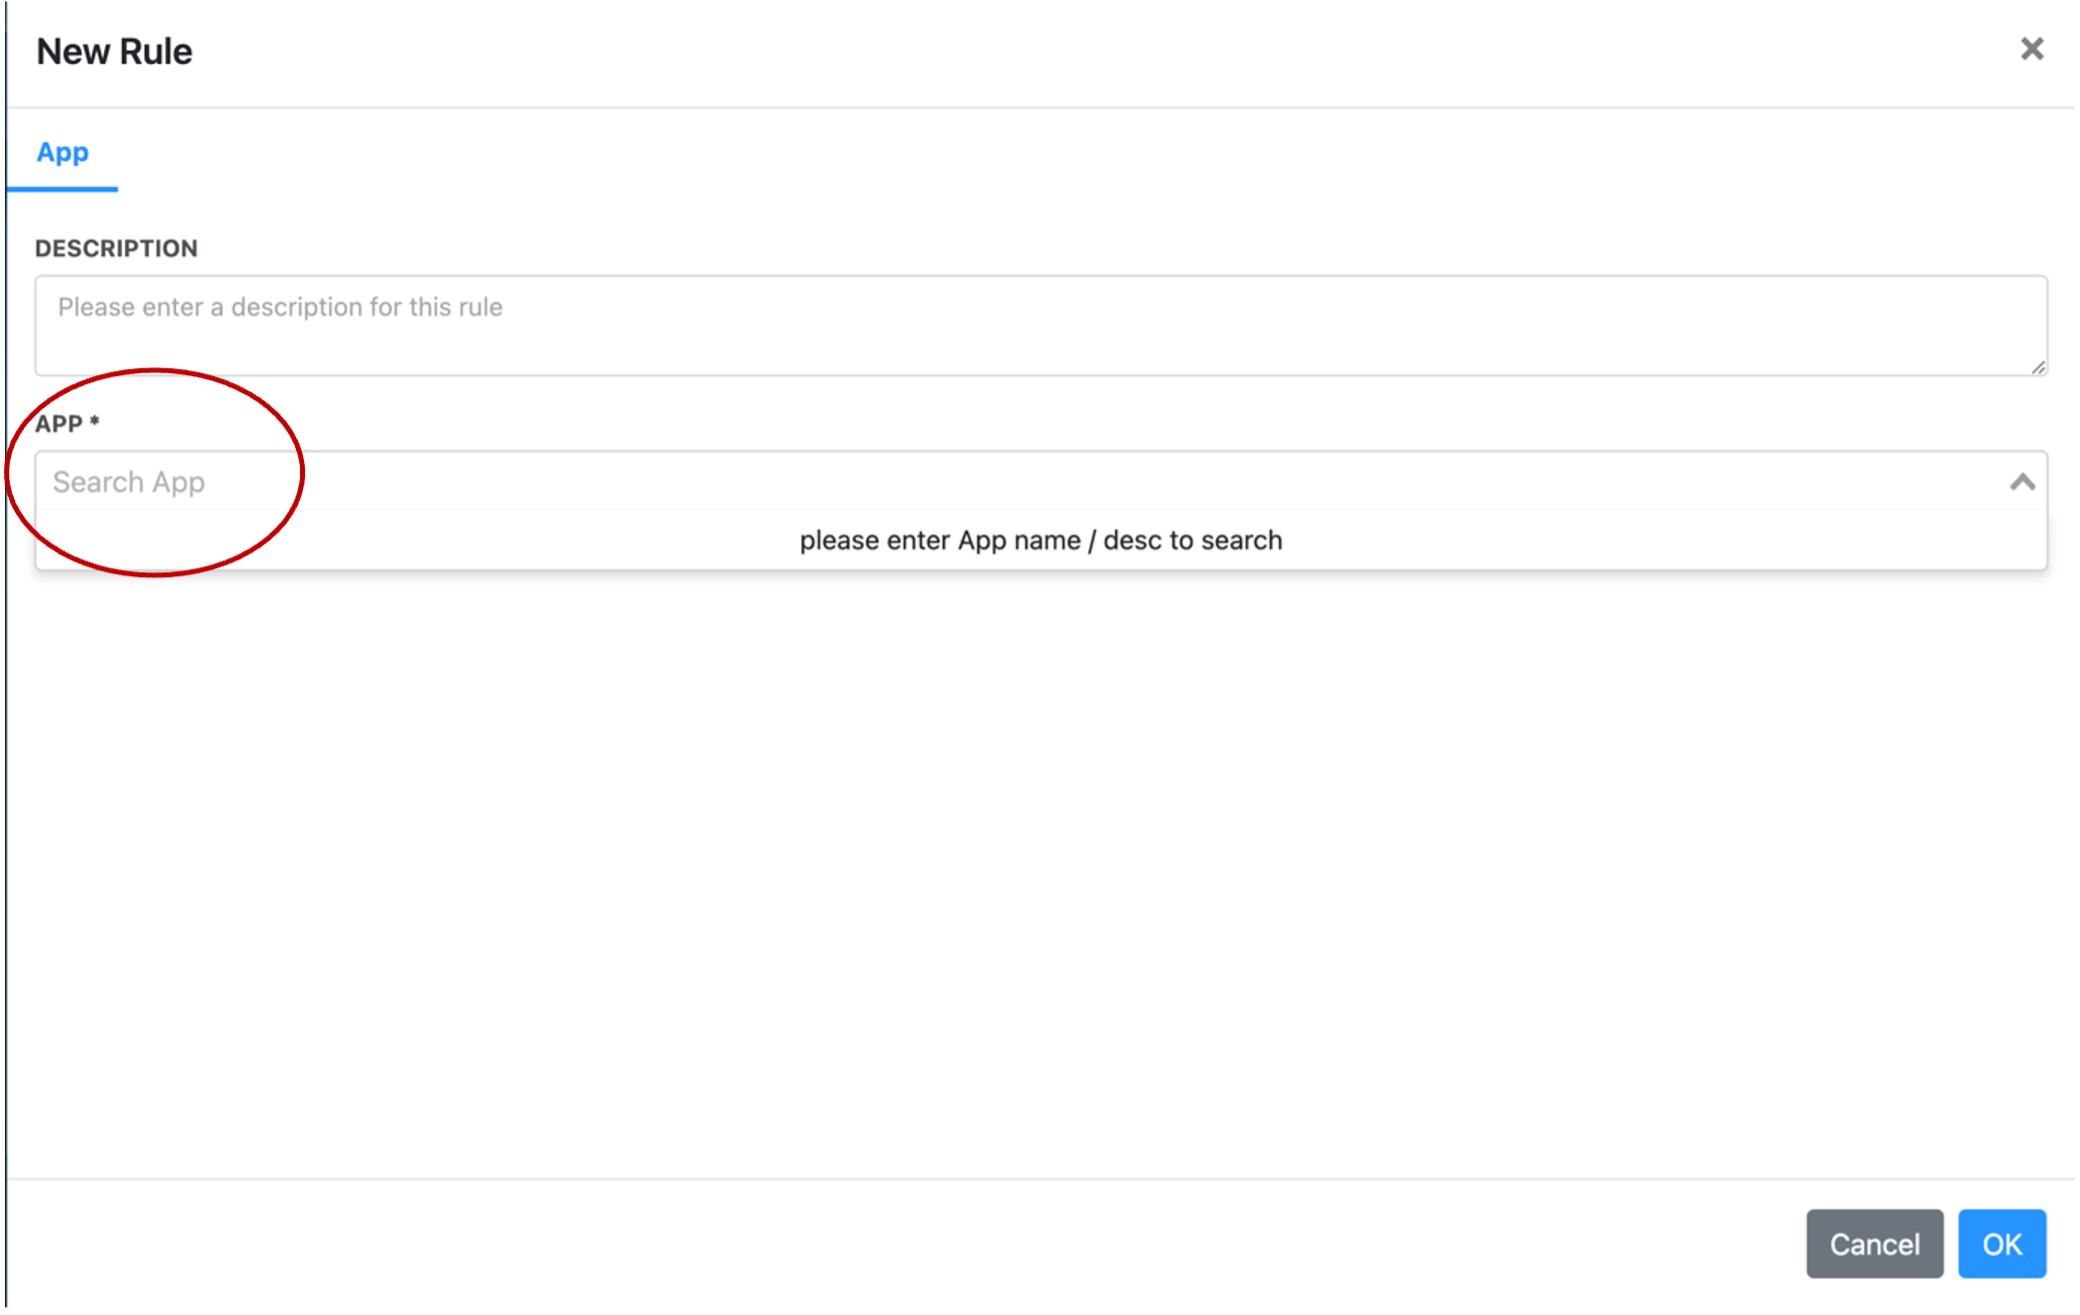 New Rule
App
DESCRIPTION
Please enter a description for this rule
APP *
Search App
please enter App name / desc to search
Cancel
OK